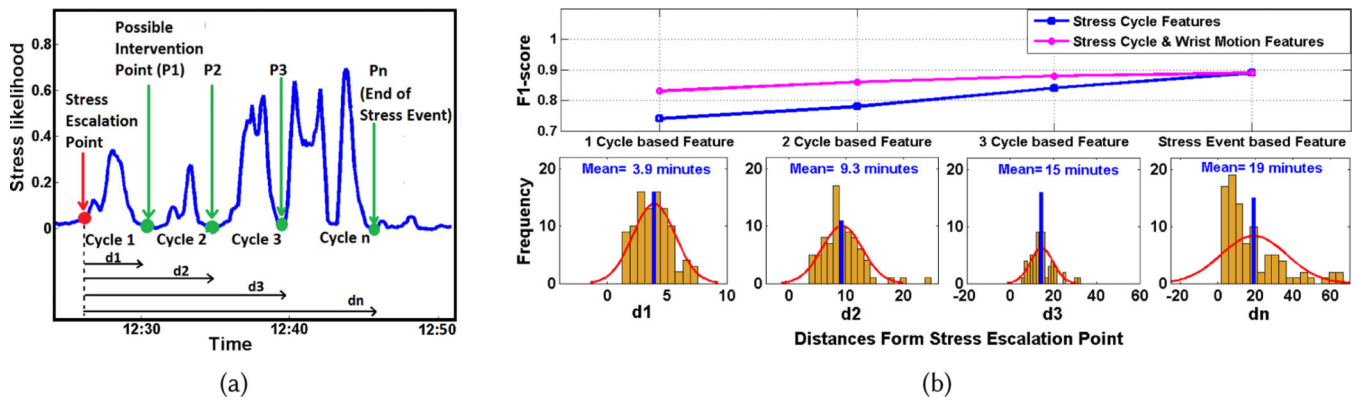 Possible
Intervention
Point (P1)
P2
P3
Pn
(End of
Stress Event)
Stress
Escalation
Point
Stress likelihood
0.8
0.6
0.4
0.2
0
Cycle 1
Cycle 2
Cycle 3
Cycle n
d1
d2
d3
dn
12:30
12:40
12:50
Time
(a)
Stress Cycle Features
Stress Cycle & Wrist Motion Features
F1-score
1
0.9
0.8
0.7
1 Cycle based Feature
2 Cycle based Feature
3 Cycle based Feature
Stress Event based Feature
Frequency
20
10
0
Mean= 3.9 minutes
0
5
10
d1
20
10
0
Mean= 9.3 minutes
0
10
20
d2
20
10
0
Mean= 15 minutes
-20
0
20
40
60
d3
20
10
0
Mean= 19 minutes
-20
0
20
40
60
dn
Distances Form Stress Escalation Point
(b)